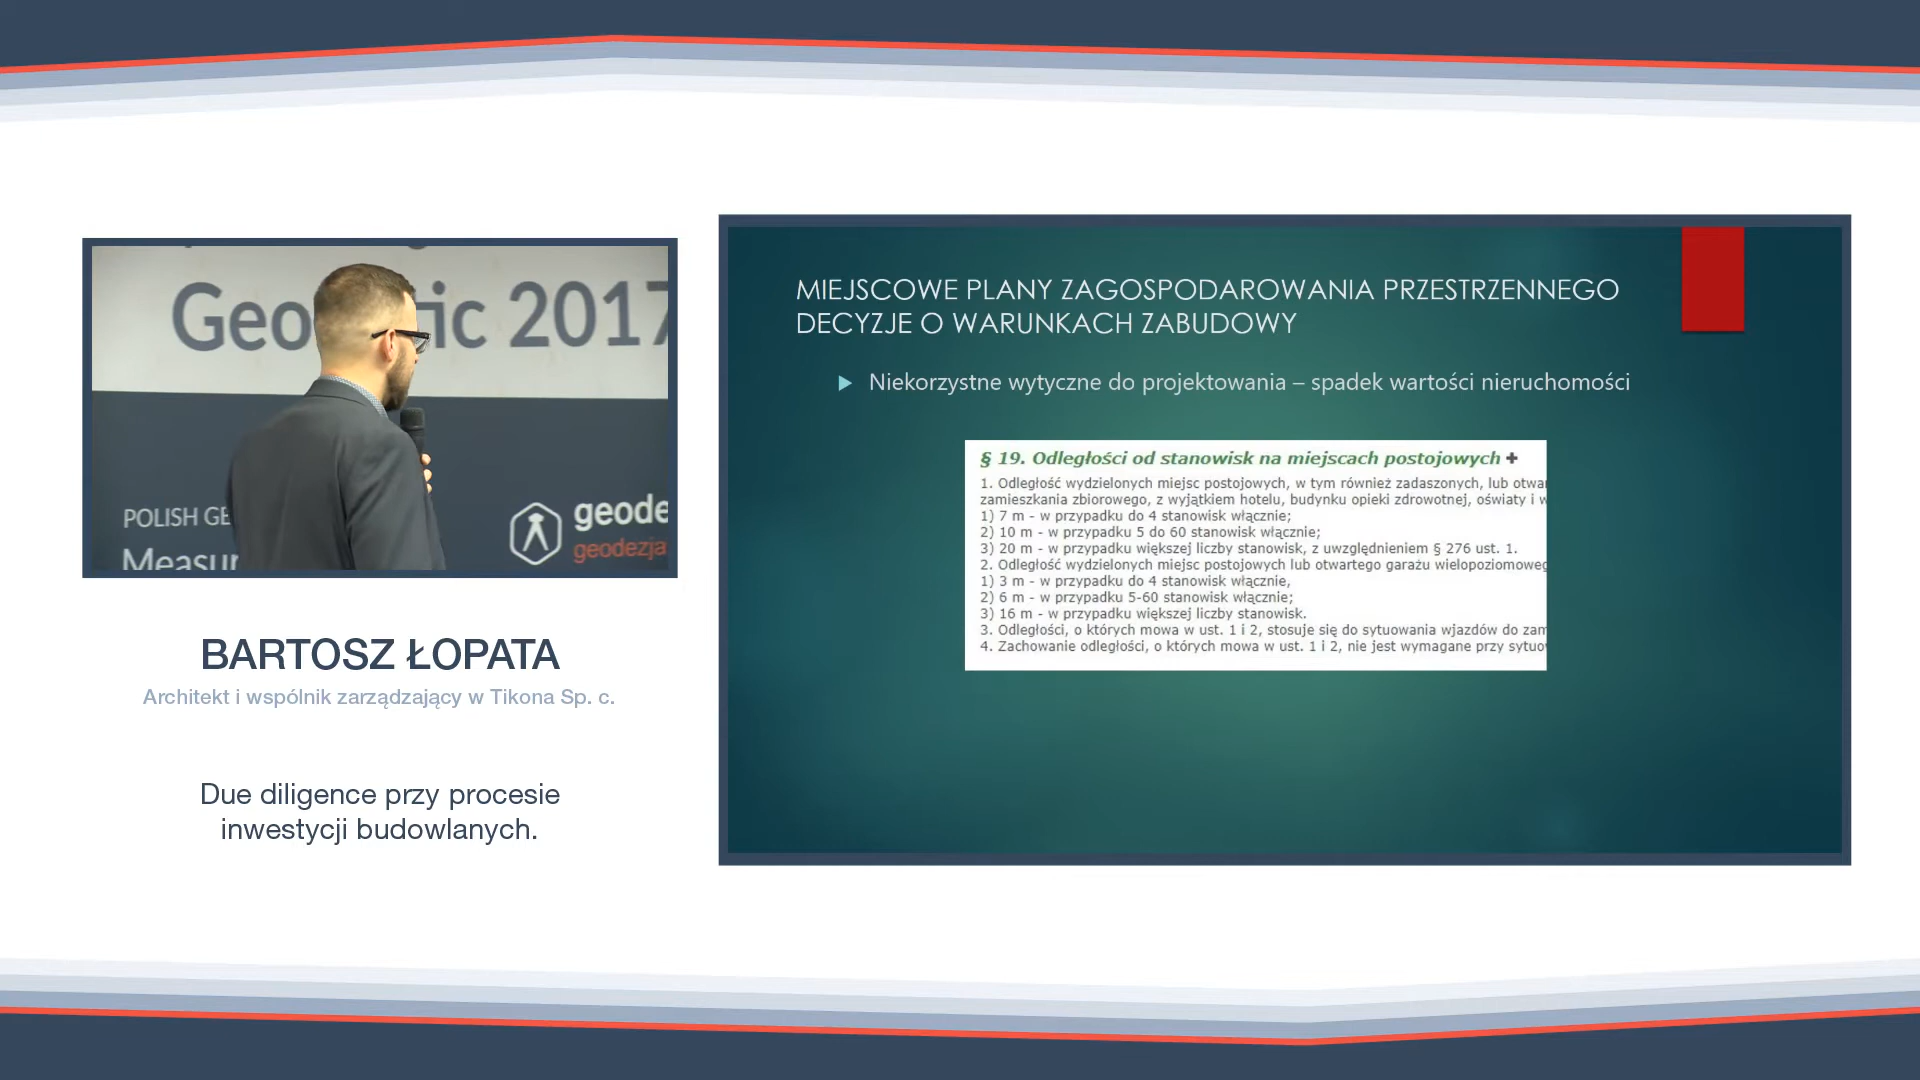 Geo ic 2017
POLISH GE
Measur
geode
geodezja
BARTOSZ ŁOPATA
Architekt i wspólnik zarządzający w Tikona Sp. c.
Due diligence przy procesie
inwestycji budowlanych.
MIEJSCOWE PLANY ZAGOSPODAROWANIA PRZESTRZENNEGO
DECYZJE O WARUNKACH ZABUDOWY
Niekorzystne wytyczne do projektowania – spadek wartości nieruchomości
§ 19. Odległości od stanowisk na miejscach postojowych +
1. Odległość wydzielonych miejsc postojowych, w tym również zadaszonych, lub otwar
zamieszkania zbiorowego, z wyjątkiem hotelu, budynku opieki zdrowotnej, oświaty i w
1) 7 m - w przypadku do 4 stanowisk włącznie;
2) 10 m - w przypadku 5 do 60 stanowisk włącznie;
3) 20 m - w przypadku większej liczby stanowisk, z uwzględnieniem § 276 ust. 1.
2. Odległość wydzielonych miejsc postojowych lub otwartego garażu wielopoziomoweg
1) 3 m - w przypadku do 4 stanowisk włącznie,
2) 6 m - w przypadku 5-60 stanowisk włącznie;
3) 16 m - w przypadku większej liczby stanowisk.
3. Odległości, o których mowa w ust. 1 i 2, stosuje się do sytuowania wjazdów do zam
4. Zachowanie odległości, o których mowa w ust. 1 i 2, nie jest wymagane przy sytuo